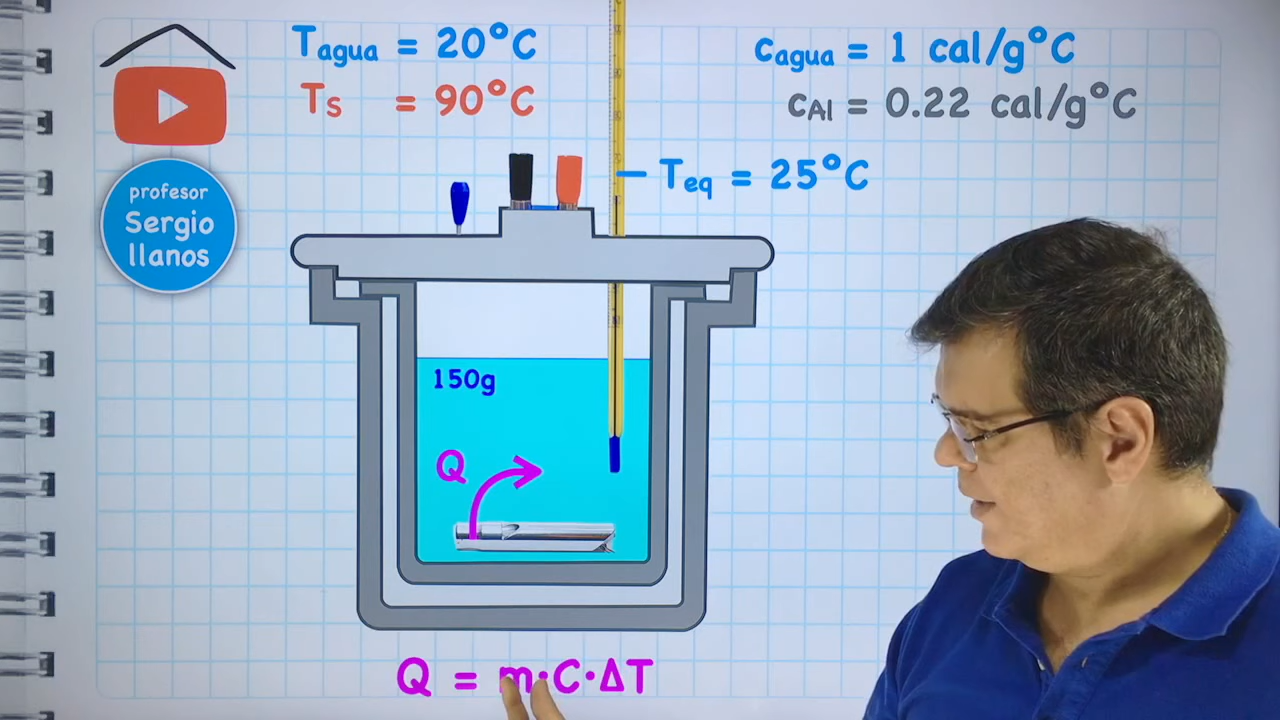 Tagua = 20°C
Ts = 90°C
cagua = 1 cal/g°C
cAl = 0.22 cal/g°C
Teq = 25°C
profesor
Sergio
llanos
150g
Q
Q = m·C·ΔT